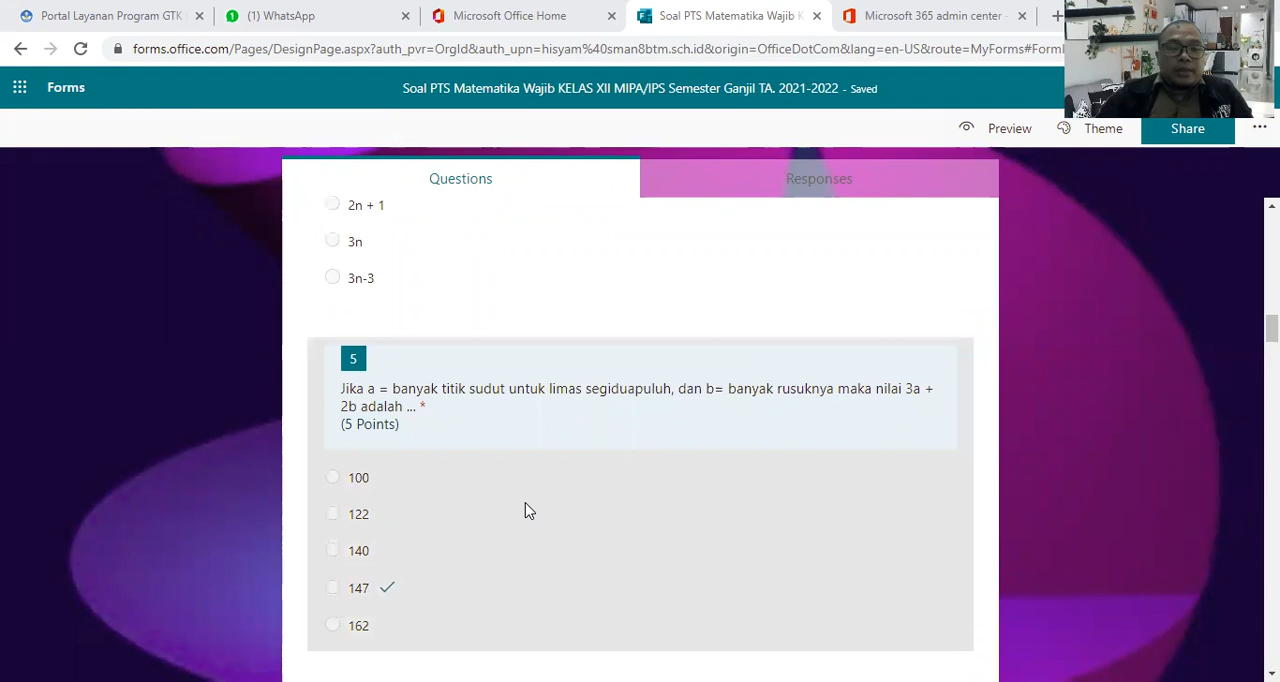 Portal Layanan Program GTK
(1) WhatsApp
Microsoft Office Home
Soal PTS Matematika Wajib K
Microsoft 365 admin center -
forms.office.com/Pages/DesignPage.aspx?auth_pvr=OrgId&auth_upn=hisyam%40sman8btm.sch.id&origin=OfficeDotCom&lang=en-US&route=MyForms#FormI
Forms
Soal PTS Matematika Wajib KELAS XII MIPA/IPS Semester Ganjil TA. 2021-2022 - Saved
Preview
Theme
Share
Questions
Responses
2n + 1
3n
3n-3
5
Jika a = banyak titik sudut untuk limas segiduapuluh, dan b= banyak rusuknya maka nilai 3a +
2b adalah ... *
(5 Points)
100
122
140
147
162